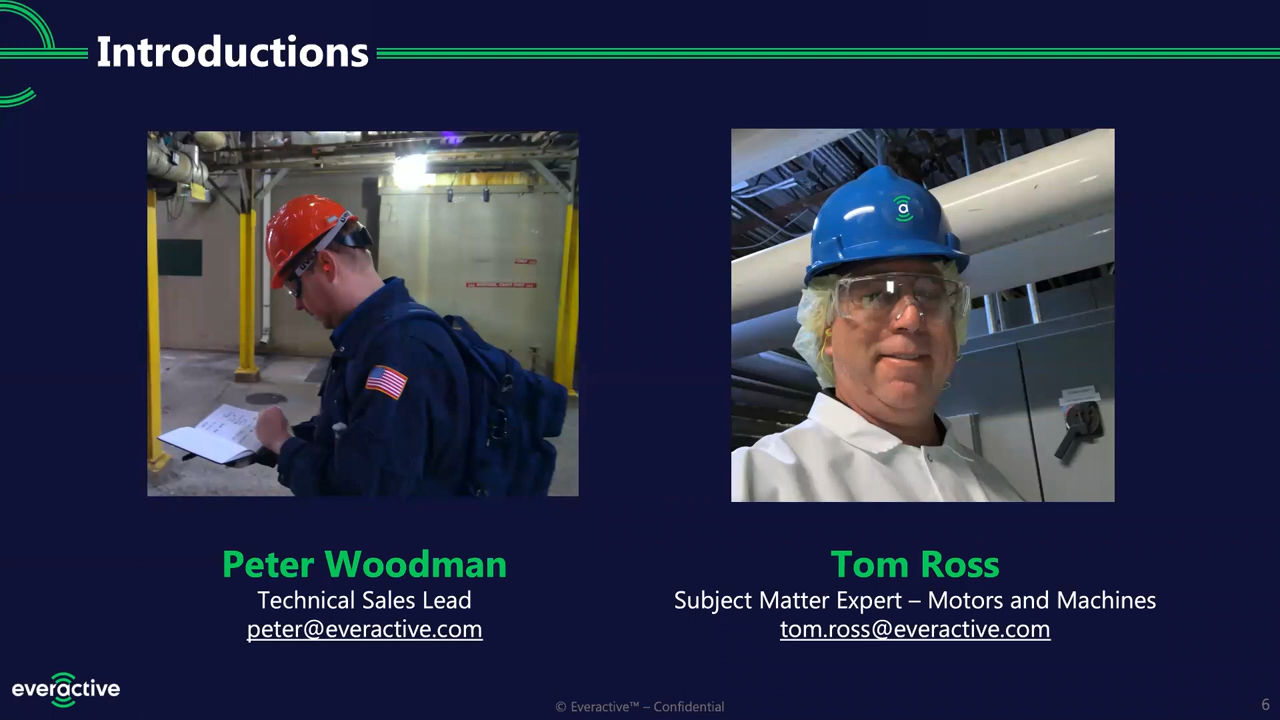 Introductions
Peter Woodman
Technical Sales Lead
peter@everactive.com
Tom Ross
Subject Matter Expert – Motors and Machines
tom.ross@everactive.com
everactive
© Everactive™ – Confidential
6